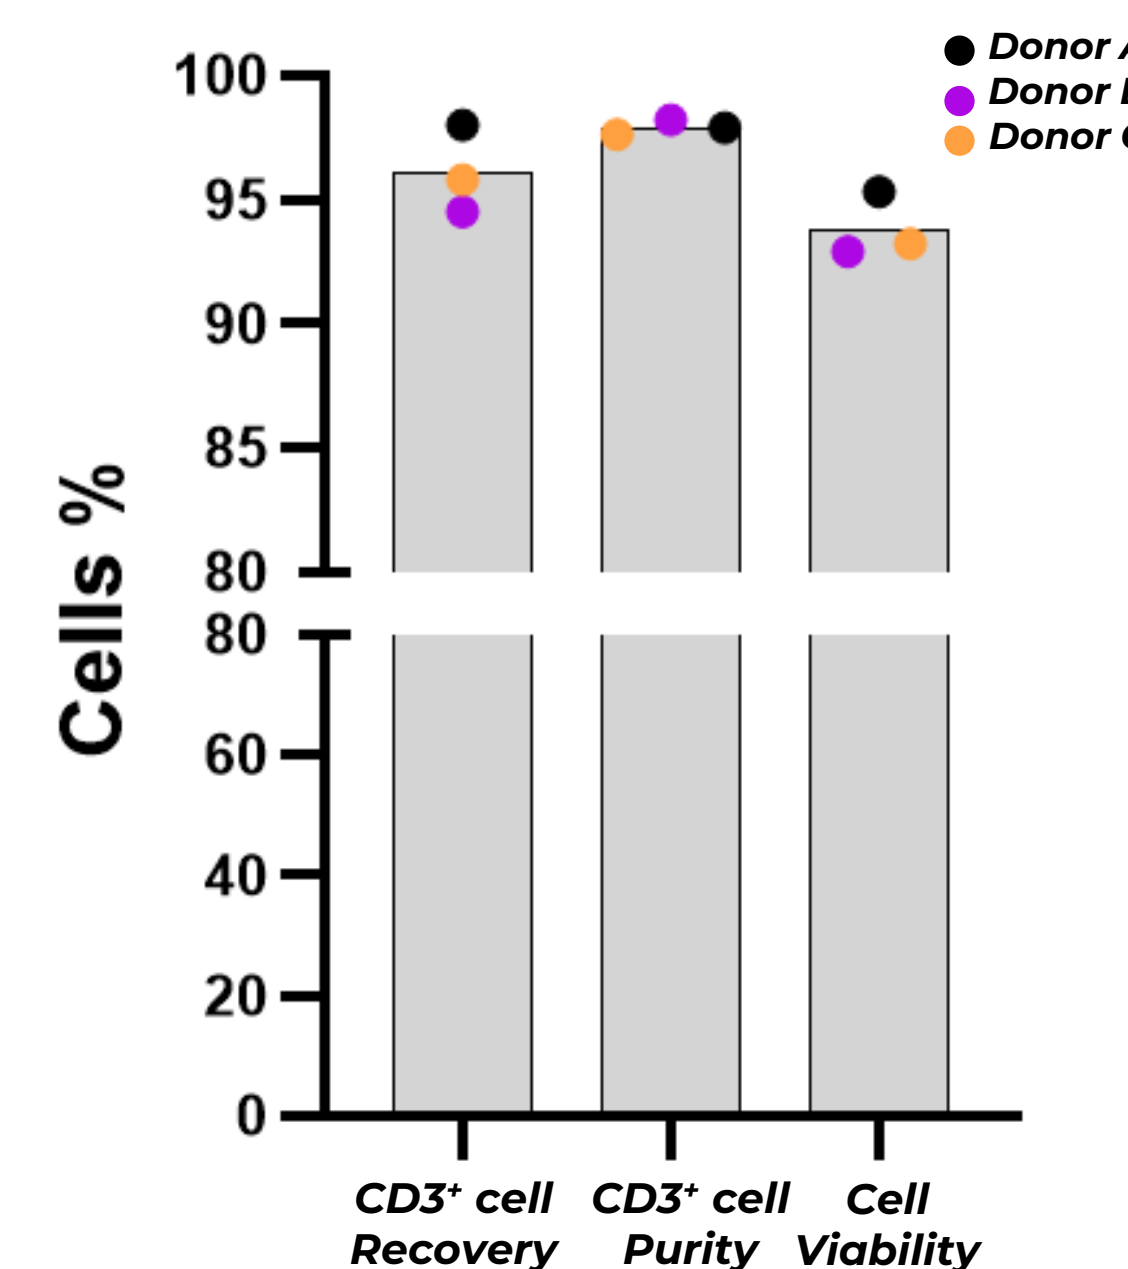 100
95
90
85
80
80
60
40
20
0
Cells %
Donor A
Donor
Donor
CD3⁺ cell Recovery
CD3⁺ cell Purity
Cell Viability